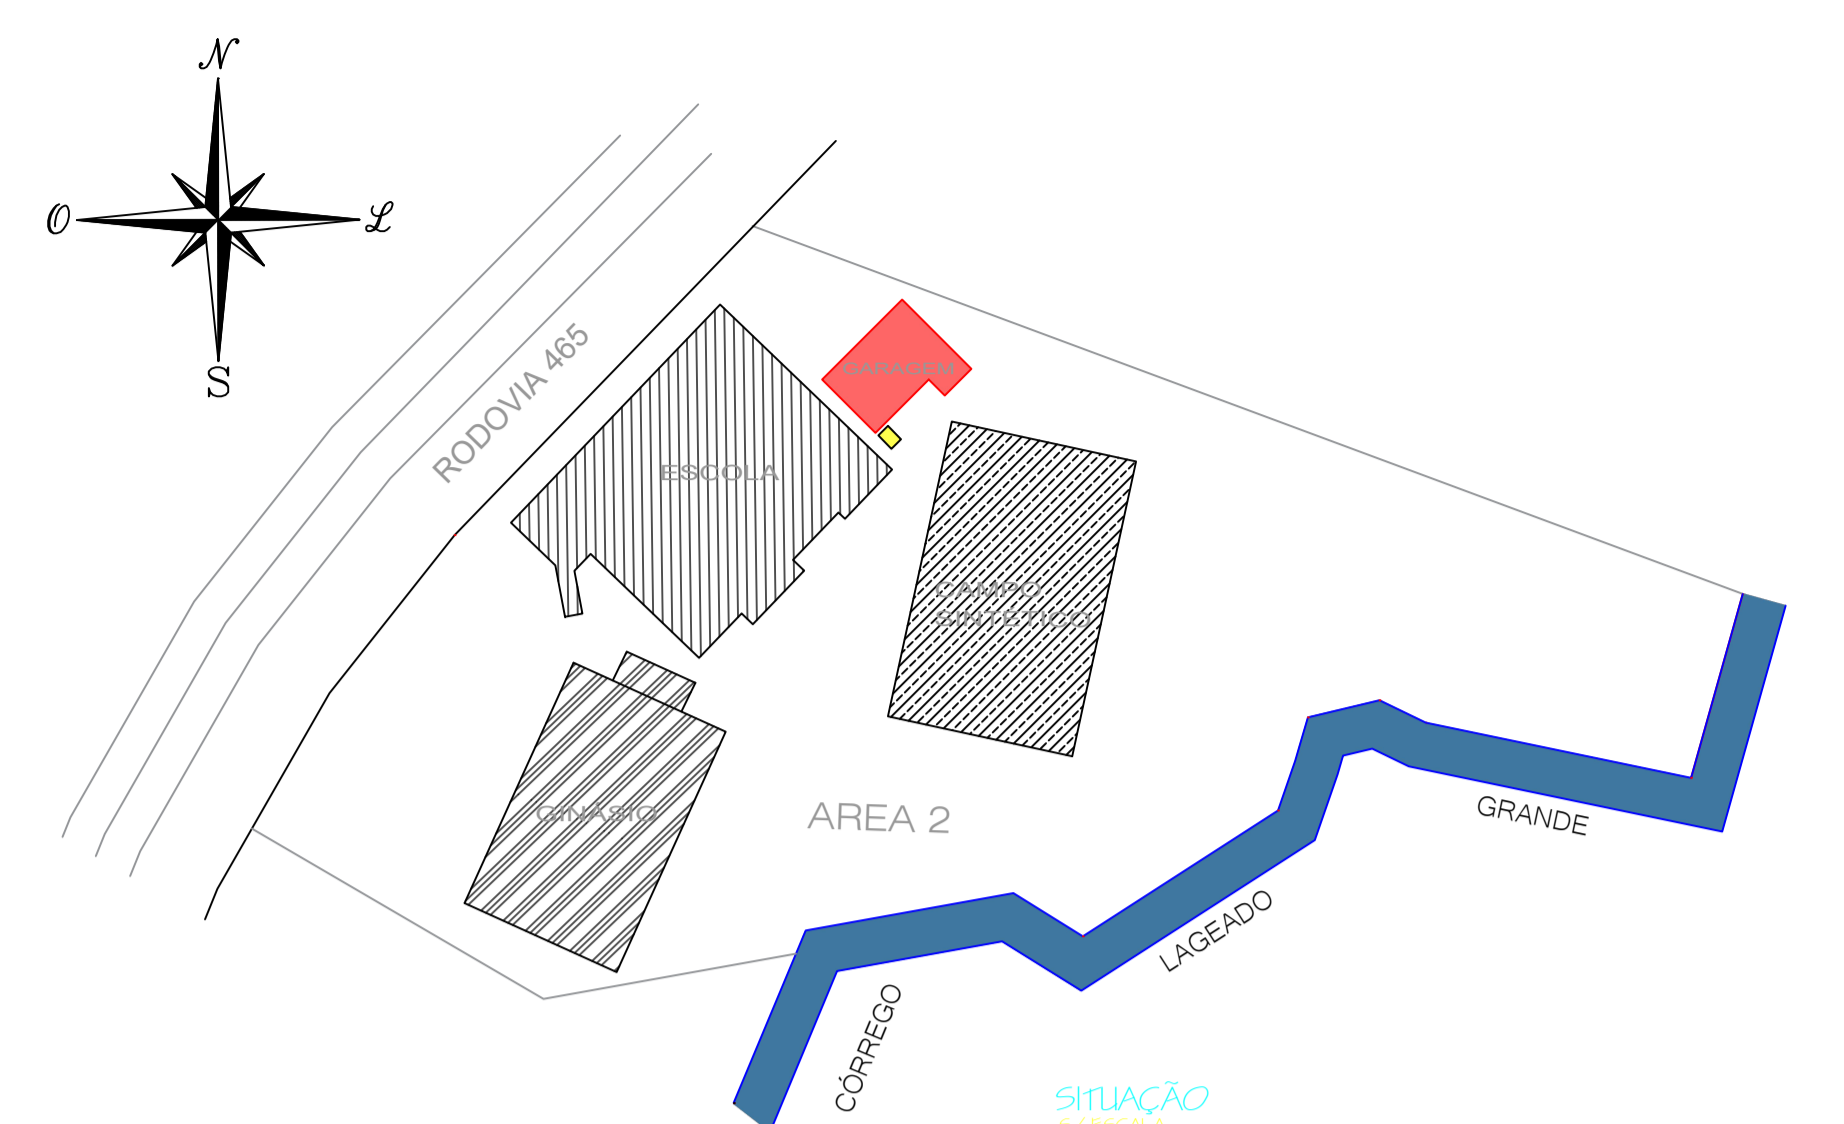 N
O
L
S
RODOVIA 465
GARAGEM
ESCOLA
CAMPO
SINTÉTICO
GINÁSIO
AREA 2
GRANDE
LAGEADO
CÓRREGO
SITUAÇÃO